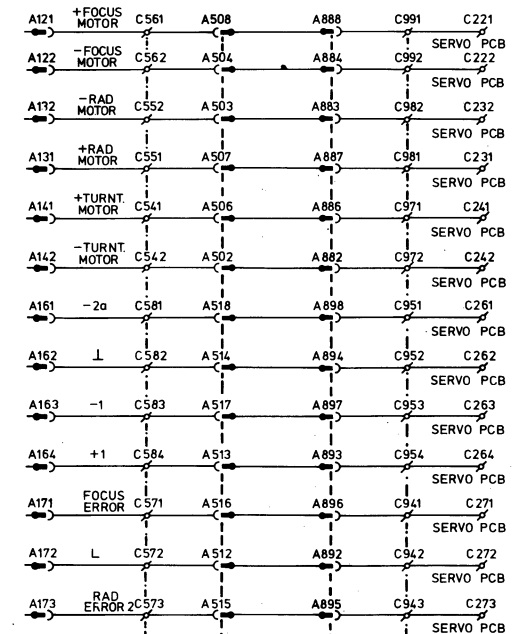 +FOCUS
A121 MOTOR C561 A508 A888 C991 C221
SERVO PCB
-FOCUS
A122 MOTOR C562 A504 A884 C992 C222
SERVO PCB
-RAD
A132 MOTOR C552 A503 A883 C982 C232
SERVO PCB
+RAD
A131 MOTOR C551 A507 A887 C981 C231
SERVO PCB
+TURNT.
A141 MOTOR C541 A506 A886 C971 C241
SERVO PCB
-TURNT.
A142 MOTOR C542 A502 A882 C972 C242
SERVO PCB
A161 -2a C581 A518 A898 C951 C261
SERVO PCB
A162 ⊥ C582 A514 A894 C952 C262
SERVO PCB
A163 -1 C583 A517 A897 C953 C263
SERVO PCB
A164 +1 C584 A513 A893 C954 C264
SERVO PCB
FOCUS
A171 ERROR C571 A516 A896 C941 C271
SERVO PCB
A172 L C572 A512 A892 C942 C272
SERVO PCB
RAD
A173 ERROR 2 C573 A515 A895 C943 C273
SERVO PCB